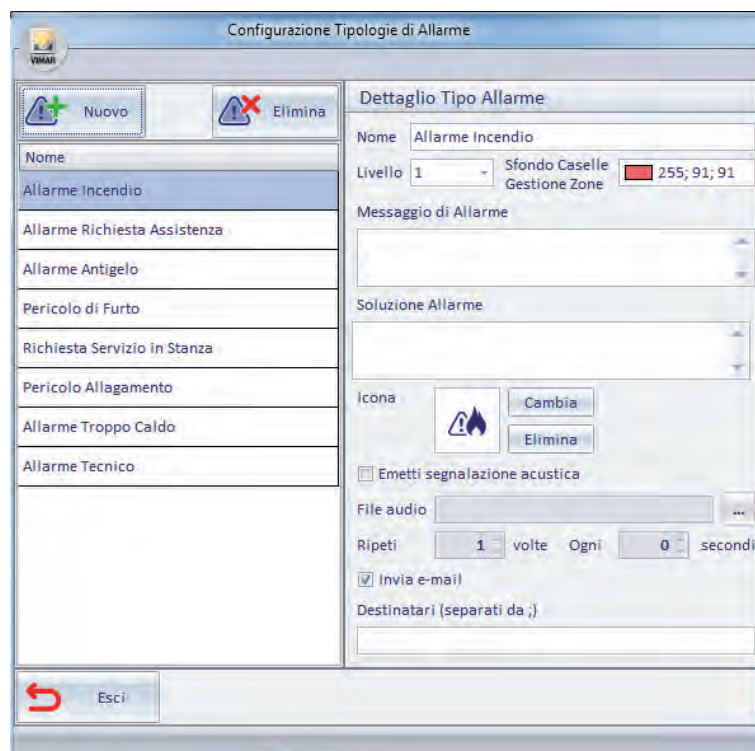 Configurazione Tipologie di Allarme
VIMAR
Nuovo
Elimina
Nome
Allarme Incendio
Allarme Richiesta Assistenza
Allarme Antigelo
Pericolo di Furto
Richiesta Servizio in Stanza
Pericolo Allagamento
Allarme Troppo Caldo
Allarme Tecnico
Dettaglio Tipo Allarme
Nome Allarme Incendio
Livello 1 Sfondo Caselle Gestione Zone 255; 91; 91
Messaggio di Allarme
Soluzione Allarme
Icona
Cambia
Elimina
Emetti segnalazione acustica
File audio ...
Ripeti 1 volte Ogni 0 secondi
Invia e-mail
Destinatari (separati da ;)
Esci